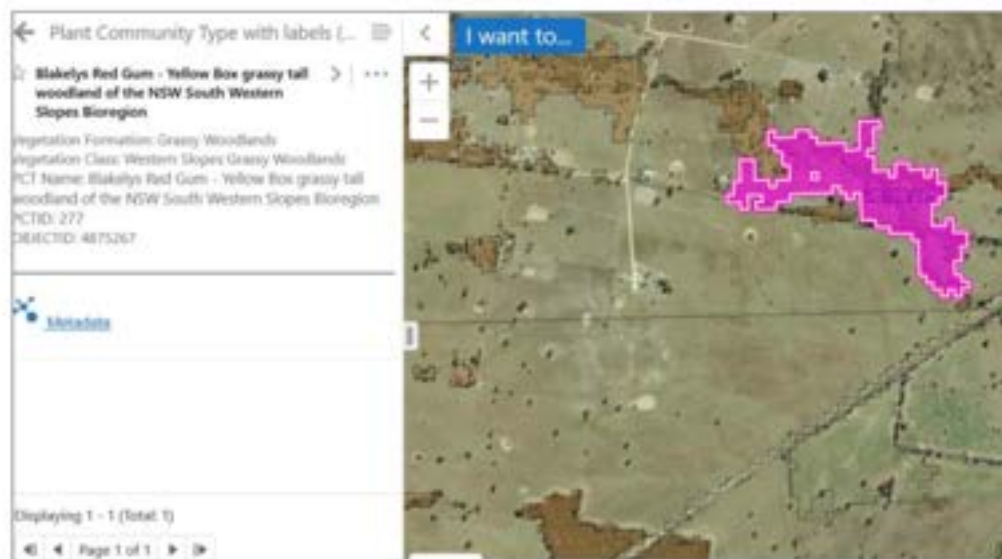 Plant Community Type with labels (...
I want to...
Blakelys Red Gum - Yellow Box grassy tall
woodland of the NSW South Western
Slopes Bioregion
Vegetation Formation: Grassy Woodlands
Vegetation Class: Western Slopes Grassy Woodlands
PCT Name: Blakelys Red Gum - Yellow Box grassy tall
woodland of the NSW South Western Slopes Bioregion
PCTID: 277
OBJECTID: 4875267
Metadata
Displaying 1 - 1 (Total: 1)
Page 1 of 1